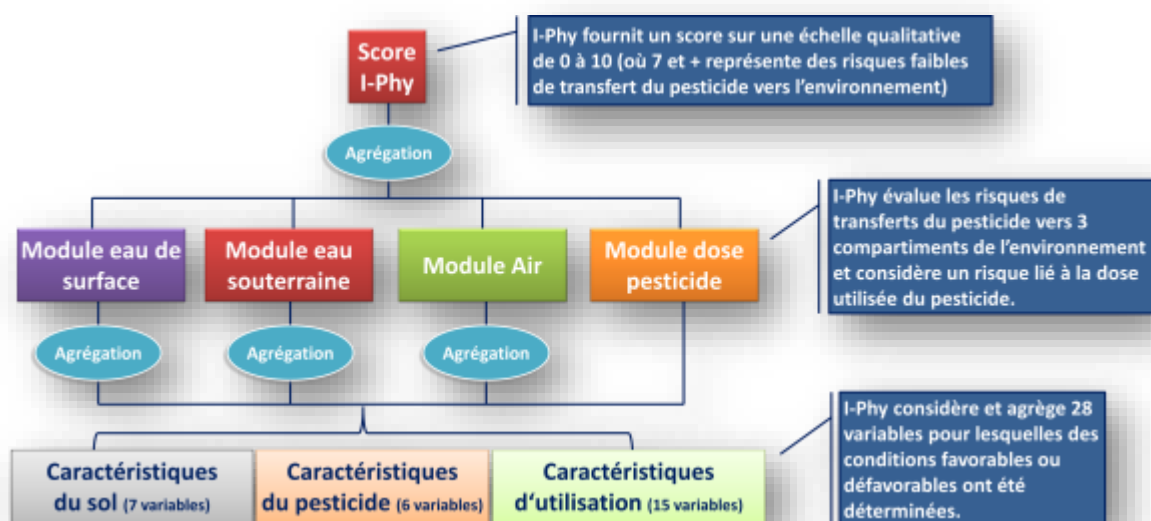 Score
I-Phy
I-Phy fournit un score sur une échelle qualitative
de 0 à 10 (où 7 et + représente des risques faibles
de transfert du pesticide vers l'environnement)
Agrégation
Module eau de
surface
Module eau
souterraine
Module Air
Module dose
pesticide
I-Phy évalue les risques de
transferts du pesticide vers 3
compartiments de l'environnement
et considère un risque lié à la dose
utilisée du pesticide.
Agrégation
Agrégation
Agrégation
Caractéristiques
du sol (7 variables)
Caractéristiques
du pesticide (6 variables)
Caractéristiques
d'utilisation (15 variables)
I-Phy considère et agrège 28
variables pour lesquelles des
conditions favorables ou
défavorables ont été
déterminées.